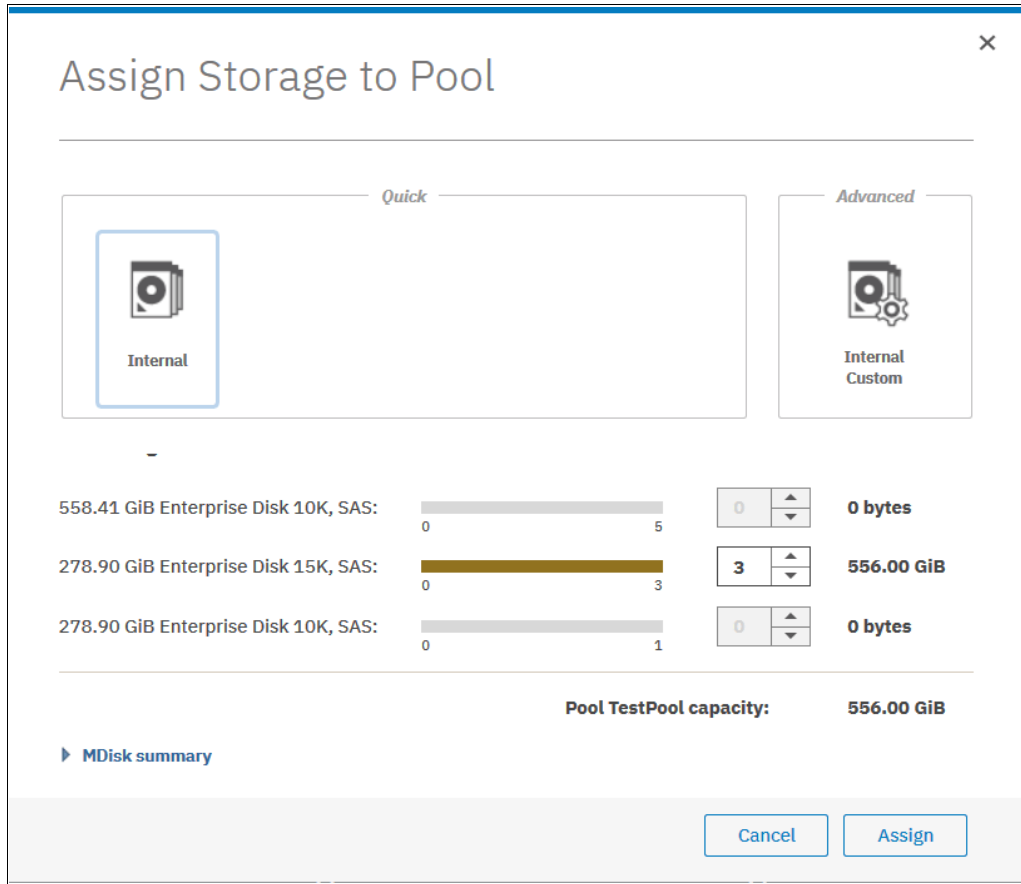 Assign Storage to Pool
Quick
Advanced
Internal
Internal
Custom
558.41 GiB Enterprise Disk 10K, SAS:
0
5
0
0 bytes
278.90 GiB Enterprise Disk 15K, SAS:
0
3
3
556.00 GiB
278.90 GiB Enterprise Disk 10K, SAS:
0
1
0
0 bytes
Pool TestPool capacity:
556.00 GiB
MDisk summary
Cancel
Assign